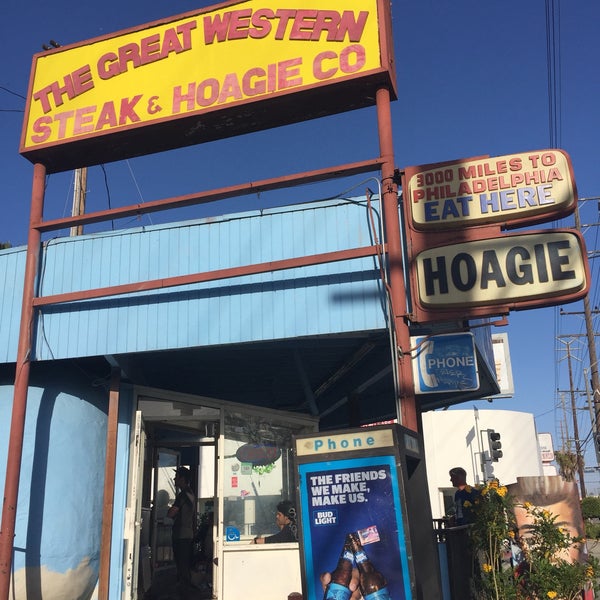 THE GREAT WESTERN
STEAK & HOAGIE CO
3000 MILES TO
PHILADELPHIA
EAT HERE
HOAGIE
PHONE
Phone
THE FRIENDS
WE MAKE,
MAKE US.
BUD
LIGHT